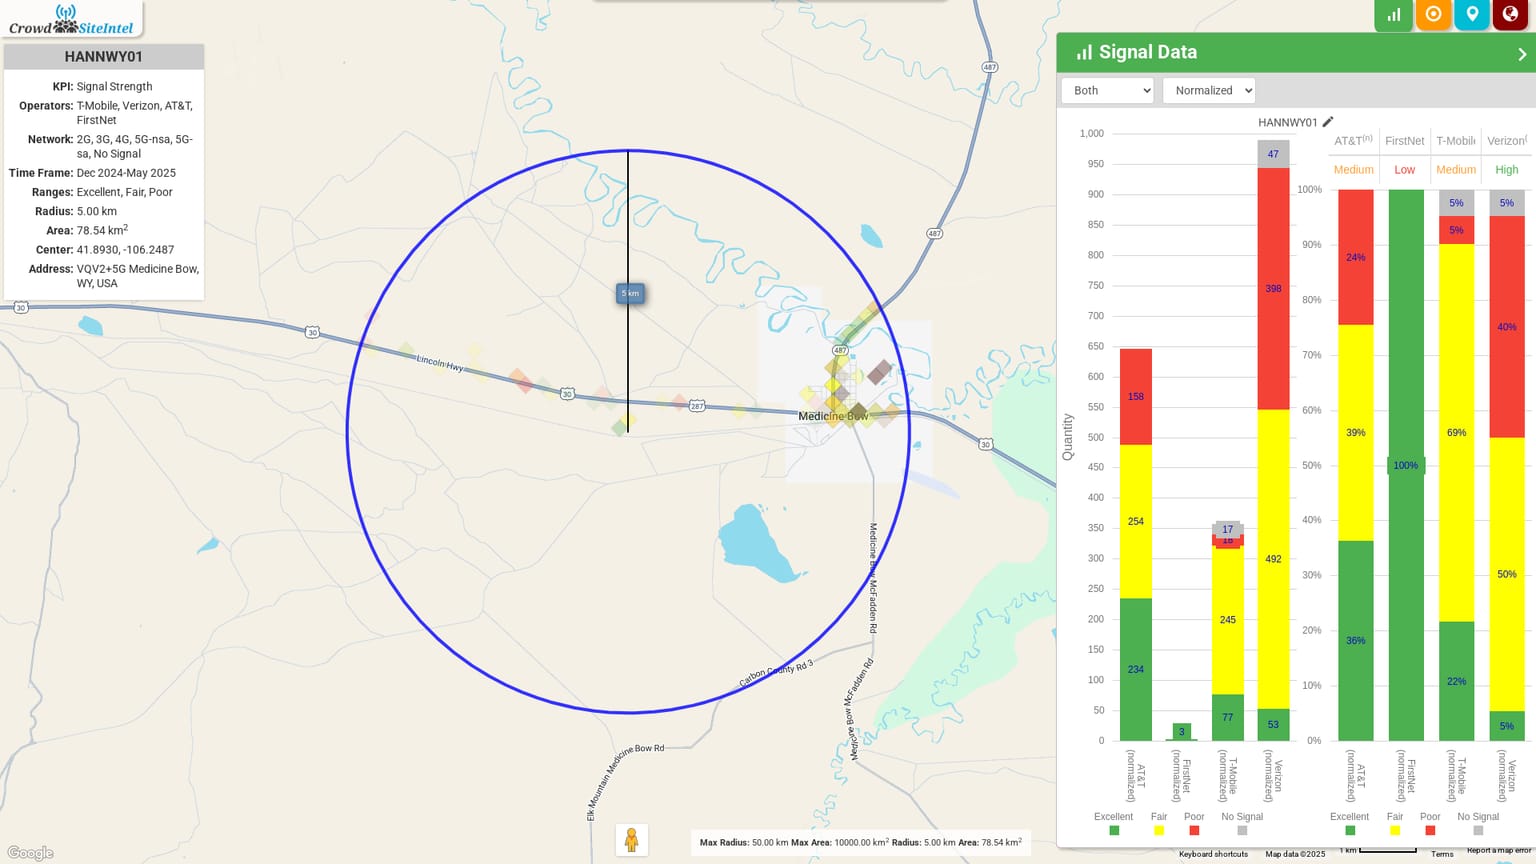 Crowd SiteIntel
HANNWY01
KPI: Signal Strength
Operators: T-Mobile, Verizon, AT&T,
FirstNet
Network: 2G, 3G, 4G, 5G-nsa, 5G-
sa, No Signal
Time Frame: Dec 2024-May 2025
Ranges: Excellent, Fair, Poor
Radius: 5.00 km
Area: 78.54 km²
Center: 41.8930, -106.2487
Address: VQV2+5G Medicine Bow,
WY, USA
487
487
487
30
30
30
287
30
Lincoln Hwy
5 km
Medicine Bow
Medicine Bow McFadden Rd
Medicine Bow McFadden Rd
Carbon County Rd 3
Elk Mountain Medicine Bow Rd
Google
Max Radius: 50.00 km Max Area: 10000.00 km² Radius: 5.00 km Area: 78.54 km²
Signal Data
Both
Normalized
HANNWY01
Quantity
1,000
950
900
850
800
750
700
650
600
550
500
450
400
350
300
250
200
150
100
50
0
158
254
234
3
17
18
245
77
47
398
492
53
AT&T (normalized)
FirstNet (normalized)
T-Mobile (normalized)
Verizon (normalized)
Excellent
Fair
Poor
No Signal
AT&T(n)
FirstNet
T-Mobile
Verizon(
Medium
Low
Medium
High
100%
90%
80%
70%
60%
50%
40%
30%
20%
10%
0%
24%
39%
36%
100%
5%
5%
69%
22%
5%
40%
50%
5%
AT&T (normalized)
FirstNet (normalized)
T-Mobile (normalized)
Verizon (normalized)
Excellent
Fair
Poor
No Signal
Keyboard shortcuts
Map data ©2025
1 km
Terms
Report a map error